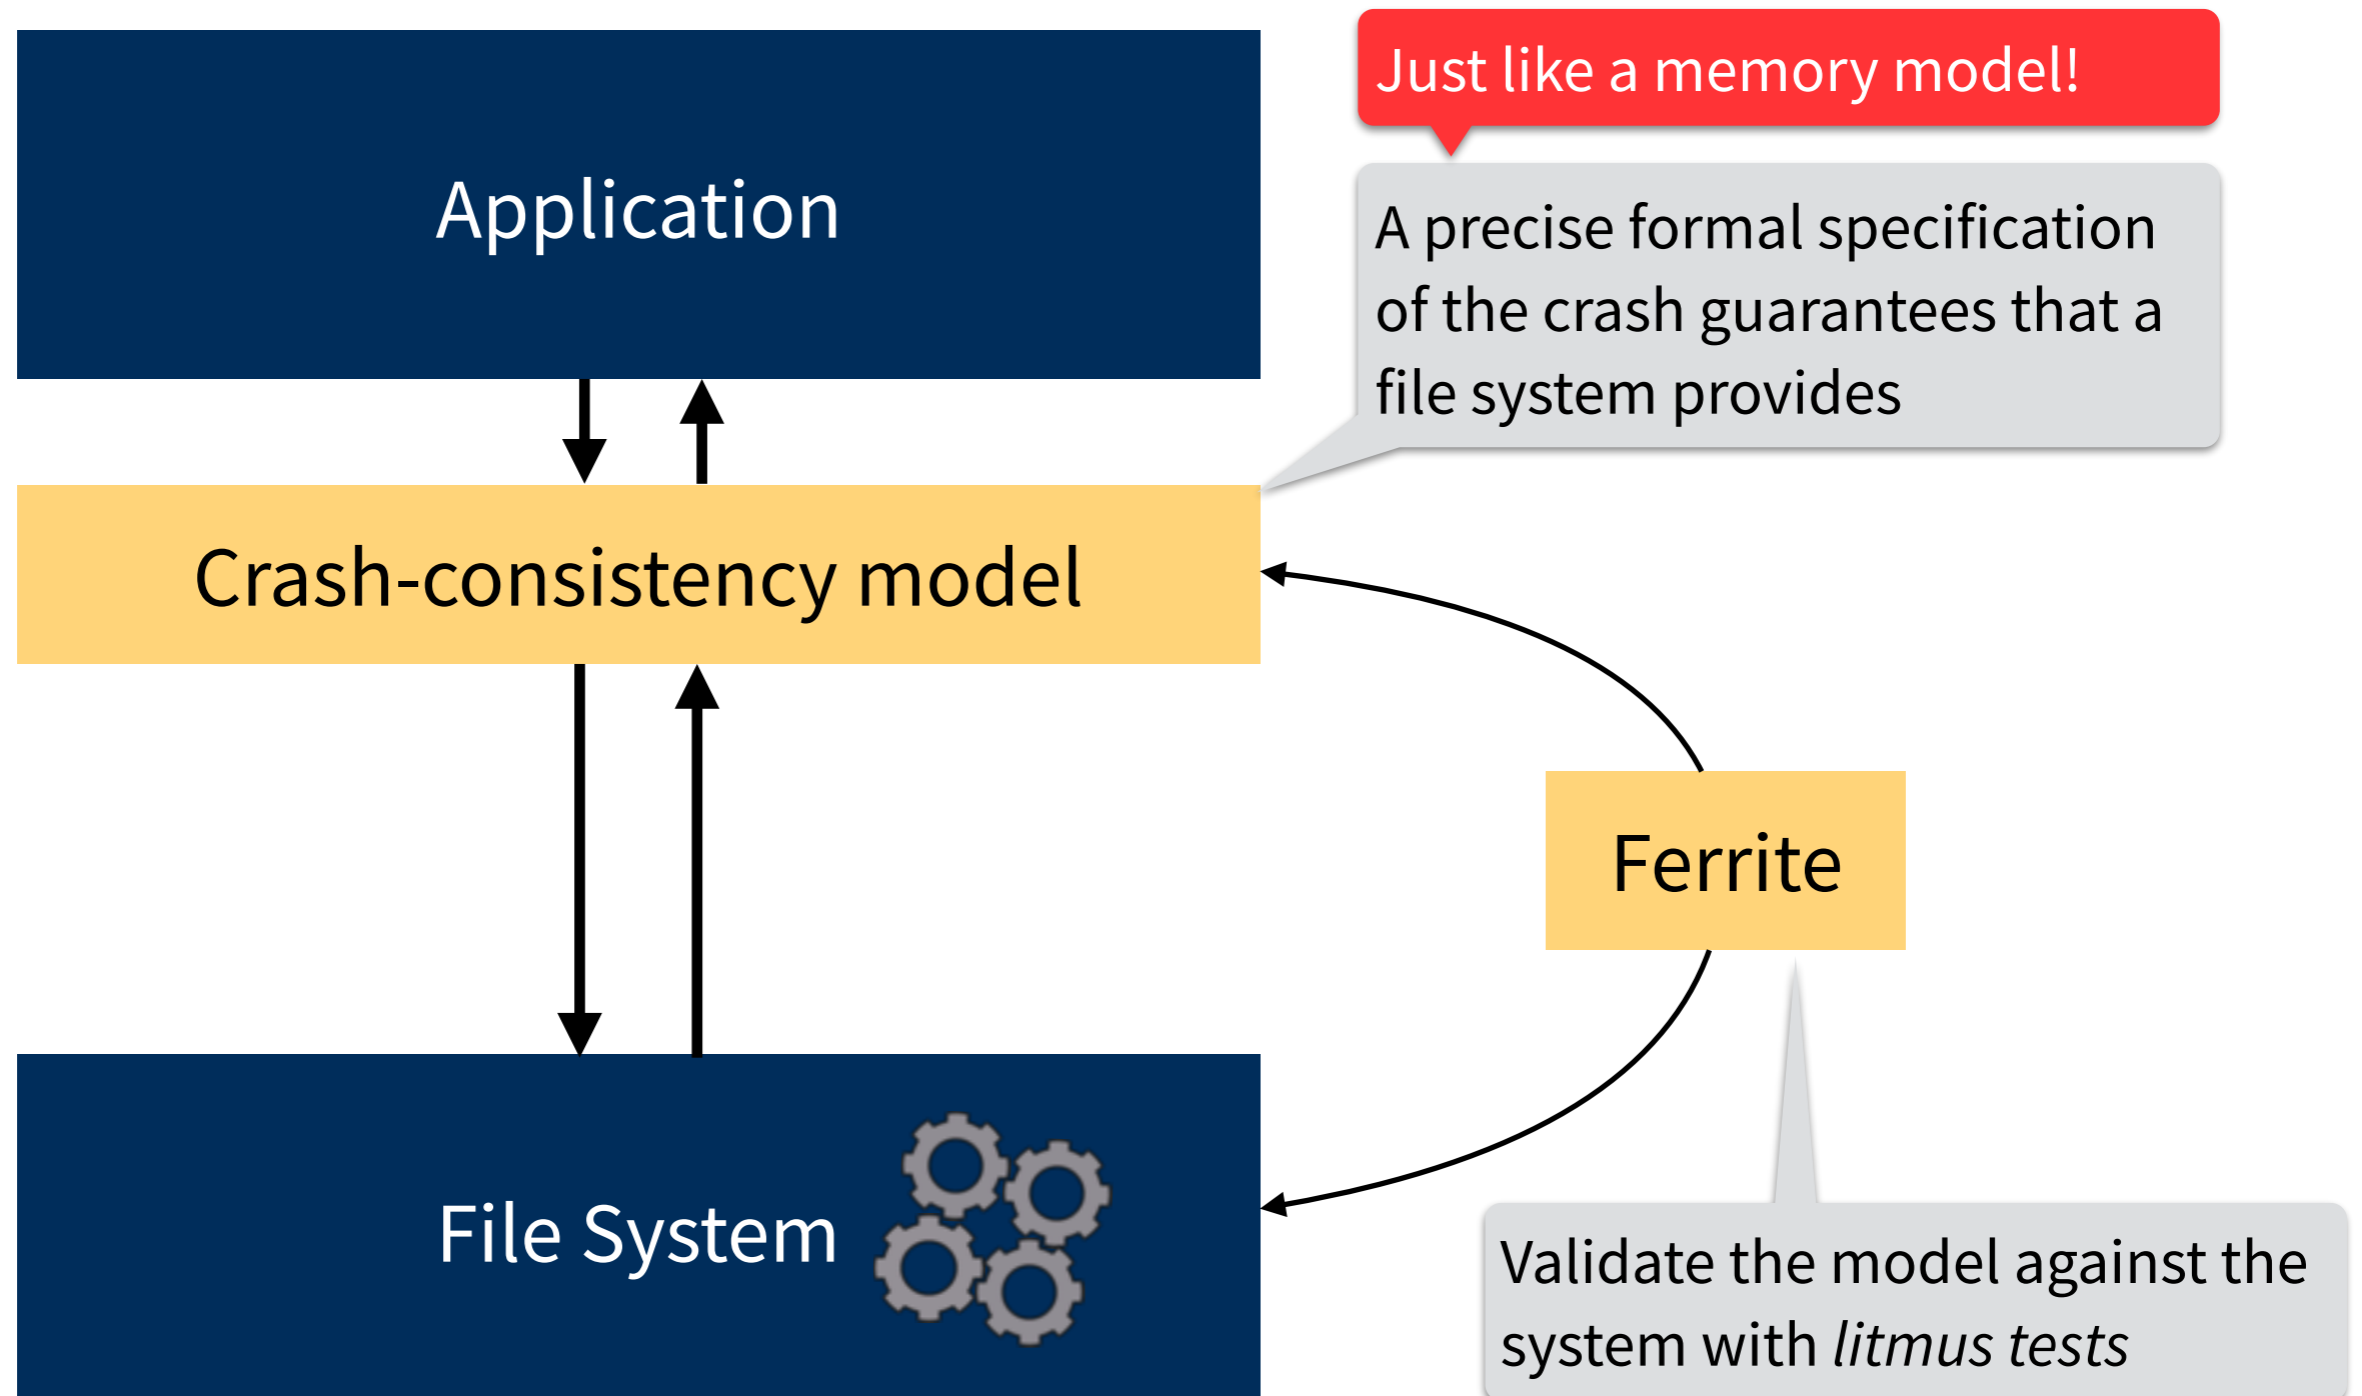 Just like a memory model!
Application
A precise formal specification
of the crash guarantees that a
file system provides
Crash-consistency model
Ferrite
File System
Validate the model against the
system with litmus tests